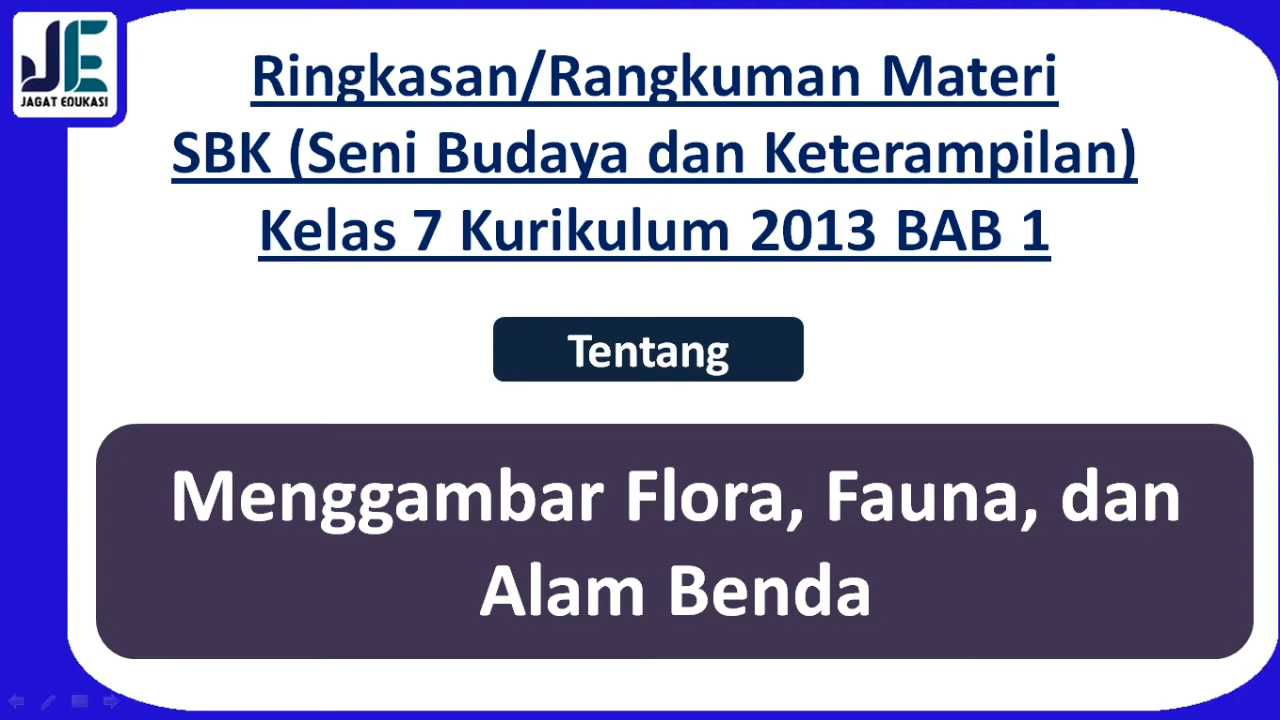 JE
JAGAT EDUKASI
Ringkasan/Rangkuman Materi
SBK (Seni Budaya dan Keterampilan)
Kelas 7 Kurikulum 2013 BAB 1
Tentang
Menggambar Flora, Fauna, dan
Alam Benda